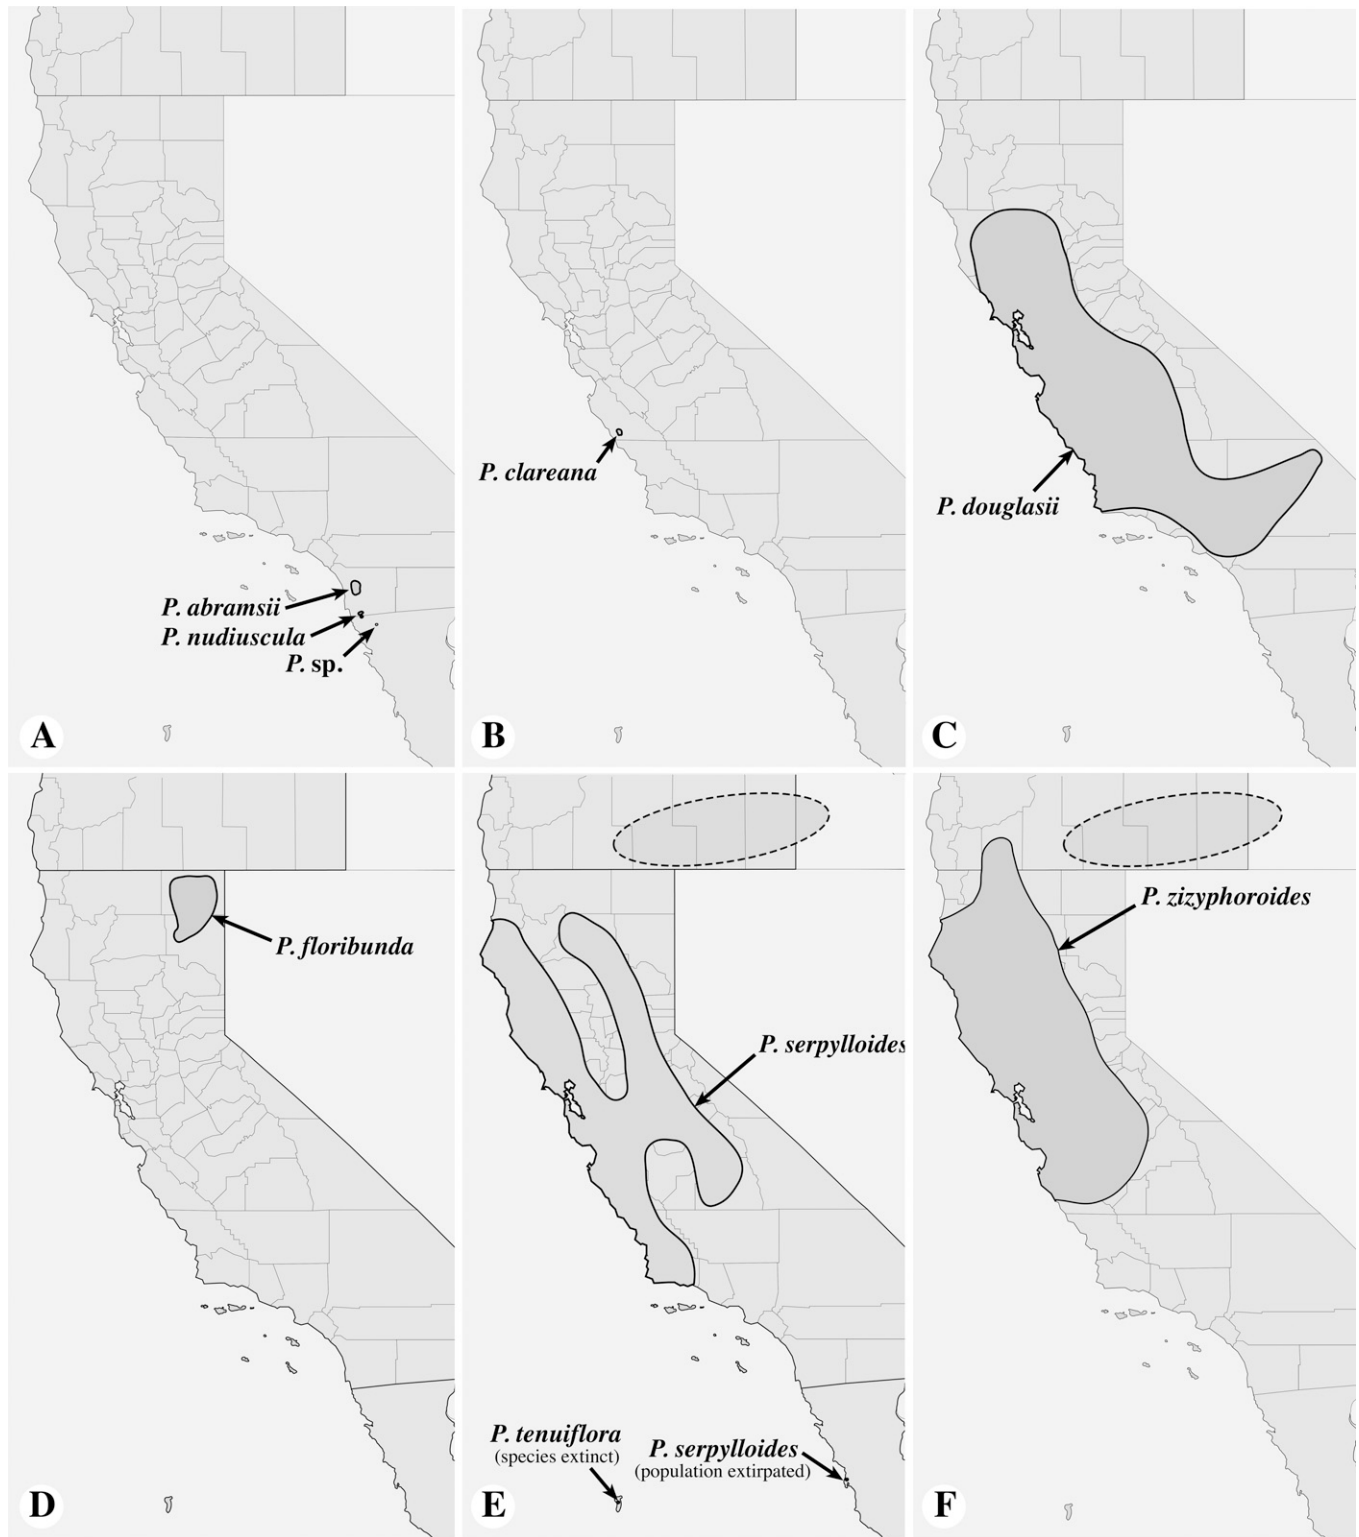 P. abramsii
P. nudiuscula
P. sp.
A
P. clareana
B
P. douglasii
C
P. floribunda
D
P. serpylloides
P. tenuiflora
(species extinct)
P. serpylloides
(population extirpated)
E
P. zizyphoroides
F